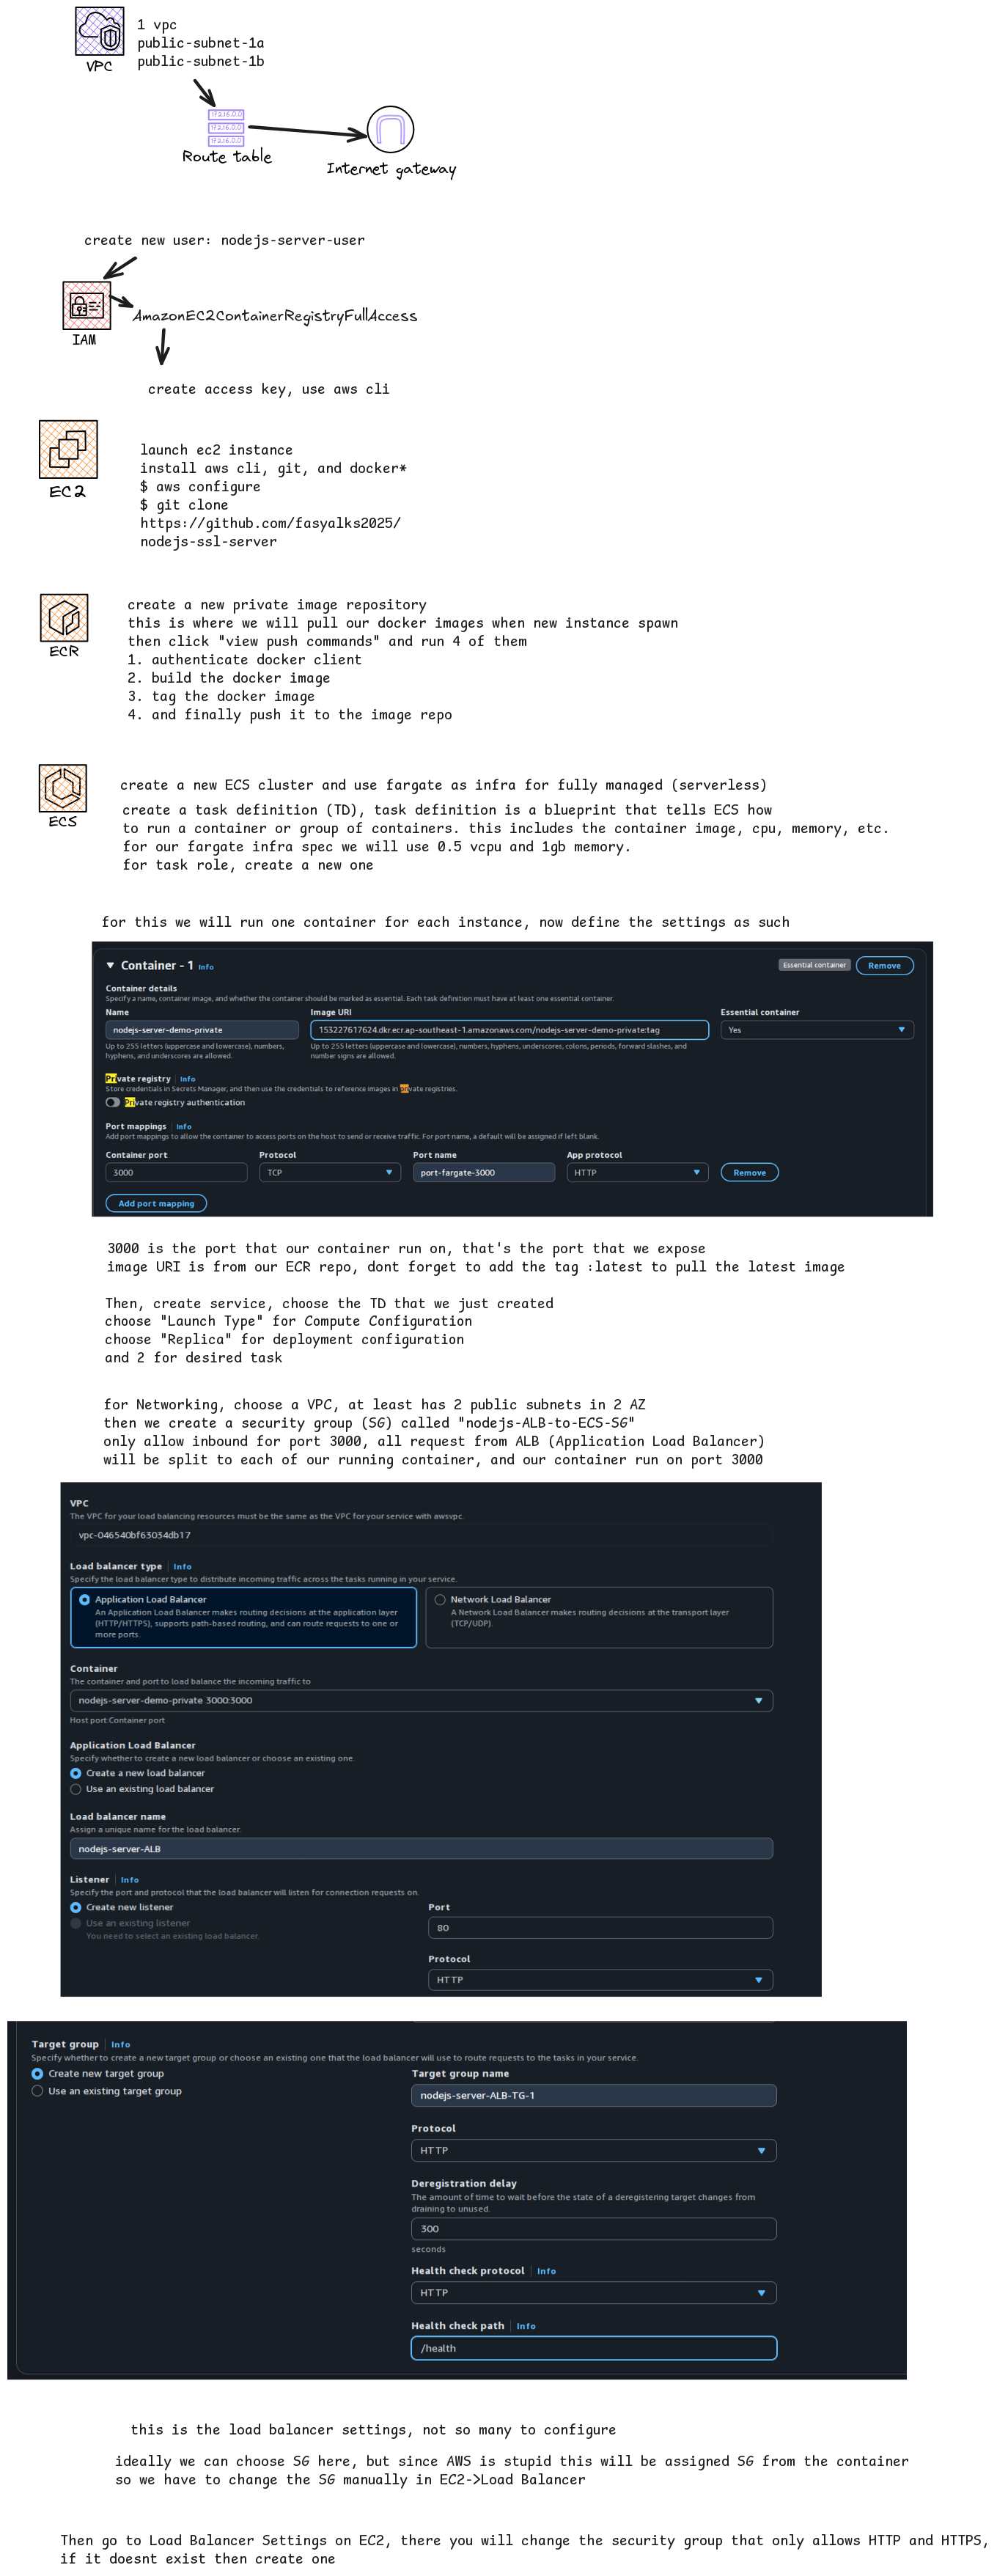 1 vpc
public-subnet-1a
public-subnet-1b
VPC
172.16.0.0
172.16.0.0
172.16.0.0
Route table
Internet gateway
create new user: nodejs-server-user
AmazonEC2ContainerRegistryFullAccess
IAM
create access key, use aws cli
launch ec2 instance
install aws cli, git, and docker*
$ aws configure
$ git clone
https://github.com/fasyalks2025/
nodejs-ssl-server
EC2
create a new private image repository
this is where we will pull our docker images when new instance spawn
then click "view push commands" and run 4 of them
1. authenticate docker client
2. build the docker image
3. tag the docker image
4. and finally push it to the image repo
ECR
create a new ECS cluster and use fargate as infra for fully managed (serverless)
create a task definition (TD), task definition is a blueprint that tells ECS how
to run a container or group of containers. this includes the container image, cpu, memory, etc.
for our fargate infra spec we will use 0.5 vcpu and 1gb memory.
for task role, create a new one
ECS
for this we will run one container for each instance, now define the settings as such
Container - 1 Info
Essential container
Remove
Container details
Specify a name, container image, and whether the container should be marked as essential. Each task definition must have at least one essential container.
Name
Image URI
Essential container
nodejs-server-demo-private
153227617624.dkr.ecr.ap-southeast-1.amazonaws.com/nodejs-server-demo-private:tag
Yes
Up to 255 letters (uppercase and lowercase), numbers,
hyphens, and underscores are allowed.
Up to 255 letters (uppercase and lowercase), numbers, hyphens, underscores, colons, periods, forward slashes, and
number signs are allowed.
Private registry Info
Store credentials in Secrets Manager, and then use the credentials to reference images in private registries.
Private registry authentication
Port mappings Info
Add port mappings to allow the container to access ports on the host to send or receive traffic. For port name, a default will be assigned if left blank.
Container port
Protocol
Port name
App protocol
3000
TCP
port-fargate-3000
HTTP
Remove
Add port mapping
3000 is the port that our container run on, that's the port that we expose
image URI is from our ECR repo, dont forget to add the tag :latest to pull the latest image
Then, create service, choose the TD that we just created
choose "Launch Type" for Compute Configuration
choose "Replica" for deployment configuration
and 2 for desired task
for Networking, choose a VPC, at least has 2 public subnets in 2 AZ
then we create a security group (SG) called "nodejs-ALB-to-ECS-SG"
only allow inbound for port 3000, all request from ALB (Application Load Balancer)
will be split to each of our running container, and our container run on port 3000
VPC
The VPC for your load balancing resources must be the same as the VPC for your service with awsvpc.
vpc-046540bf63034db17
Load balancer type Info
Specify the load balancer type to distribute incoming traffic across the tasks running in your service.
Application Load Balancer
An Application Load Balancer makes routing decisions at the application layer
(HTTP/HTTPS), supports path-based routing, and can route requests to one or
more ports.
Network Load Balancer
A Network Load Balancer makes routing decisions at the transport layer
(TCP/UDP).
Container
The container and port to load balance the incoming traffic to
nodejs-server-demo-private 3000:3000
Host port:Container port
Application Load Balancer
Specify whether to create a new load balancer or choose an existing one.
Create a new load balancer
Use an existing load balancer
Load balancer name
Assign a unique name for the load balancer.
nodejs-server-ALB
Listener Info
Specify the port and protocol that the load balancer will listen for connection requests on.
Create new listener
Use an existing listener
You need to select an existing load balancer.
Port
80
Protocol
HTTP
Target group Info
Specify whether to create a new target group or choose an existing one that the load balancer will use to route requests to the tasks in your service.
Create new target group
Use an existing target group
Target group name
nodejs-server-ALB-TG-1
Protocol
HTTP
Deregistration delay
The amount of time to wait before the state of a deregistering target changes from
draining to unused.
300
seconds
Health check protocol Info
HTTP
Health check path Info
/health
this is the load balancer settings, not so many to configure
ideally we can choose SG here, but since AWS is stupid this will be assigned SG from the container
so we have to change the SG manually in EC2->Load Balancer
Then go to Load Balancer Settings on EC2, there you will change the security group that only allows HTTP and HTTPS,
if it doesnt exist then create one